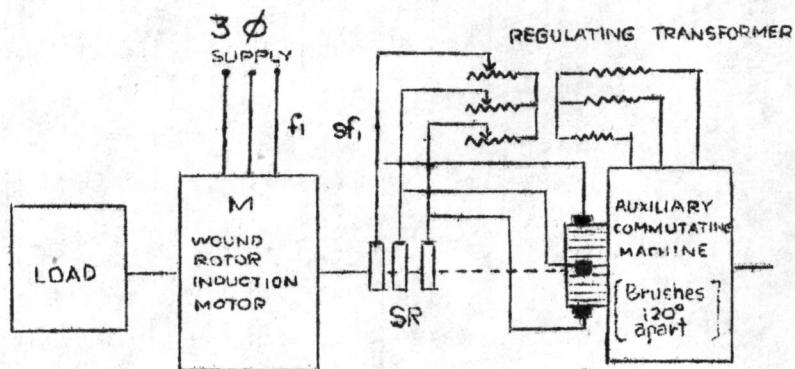 3 Ø
SUPPLY
REGULATING TRANSFORMER
f1
sf1
M
WOUND
ROTOR
INDUCTION
MOTOR
LOAD
SR
AUXILIARY
COMMUTATING
MACHINE
[Brushes
120°
apart]